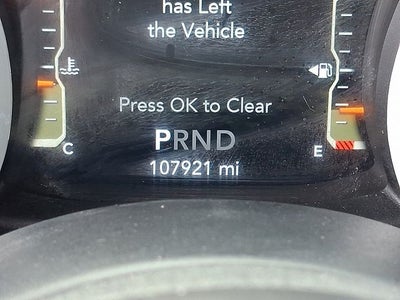 has Left
the Vehicle
Press OK to Clear
PRND
C
E
107921 mi